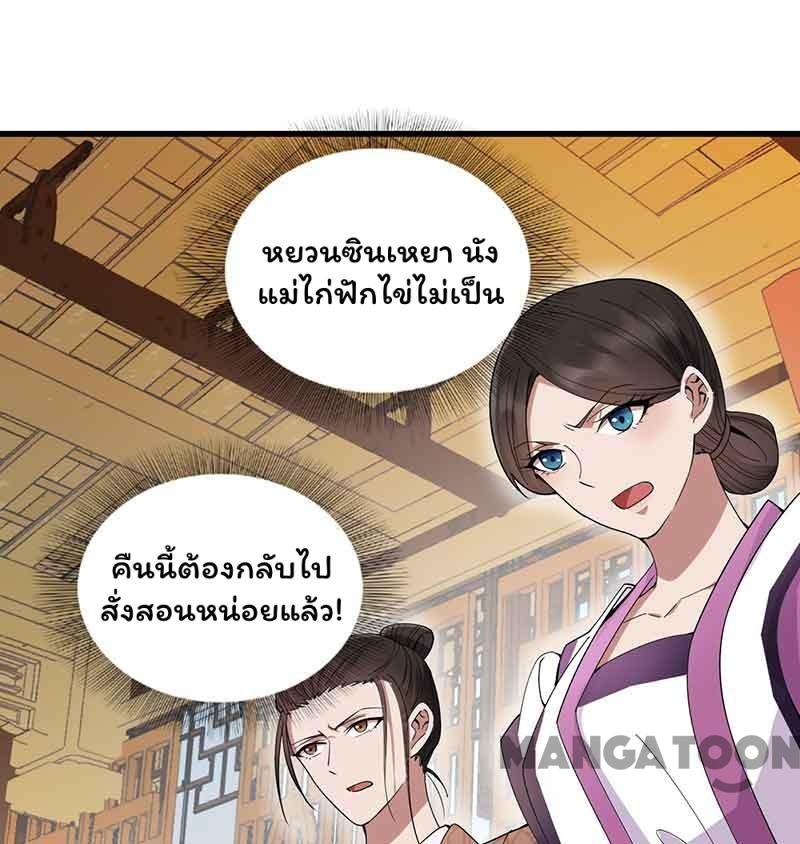 หยวนซินเหยา นัง
แม่ไก่ฟักไข่ไม่เป็น
คืนนี้ต้องกลับไป
สั่งสอนหน่อยแล้ว!
MANGATOON